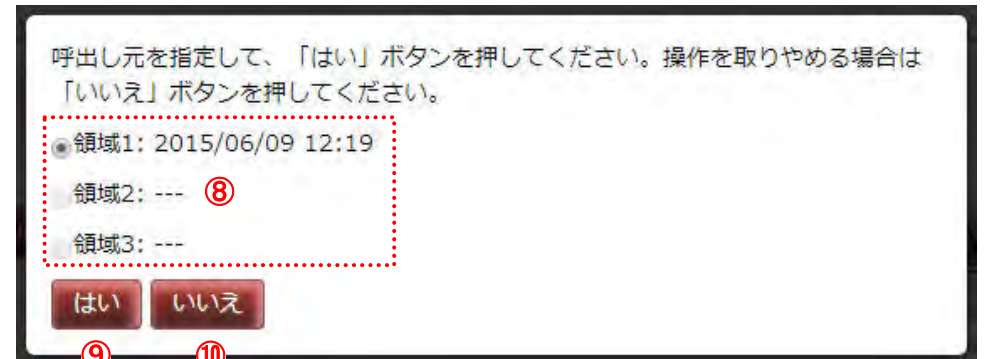 呼出し元を指定して、「はい」ボタンを押してください。操作を取りやめる場合は
「いいえ」ボタンを押してください。
領域1: 2015/06/09 12:19
領域2: --- ⑧
領域3: ---
はい いいえ
⑨ ⑩